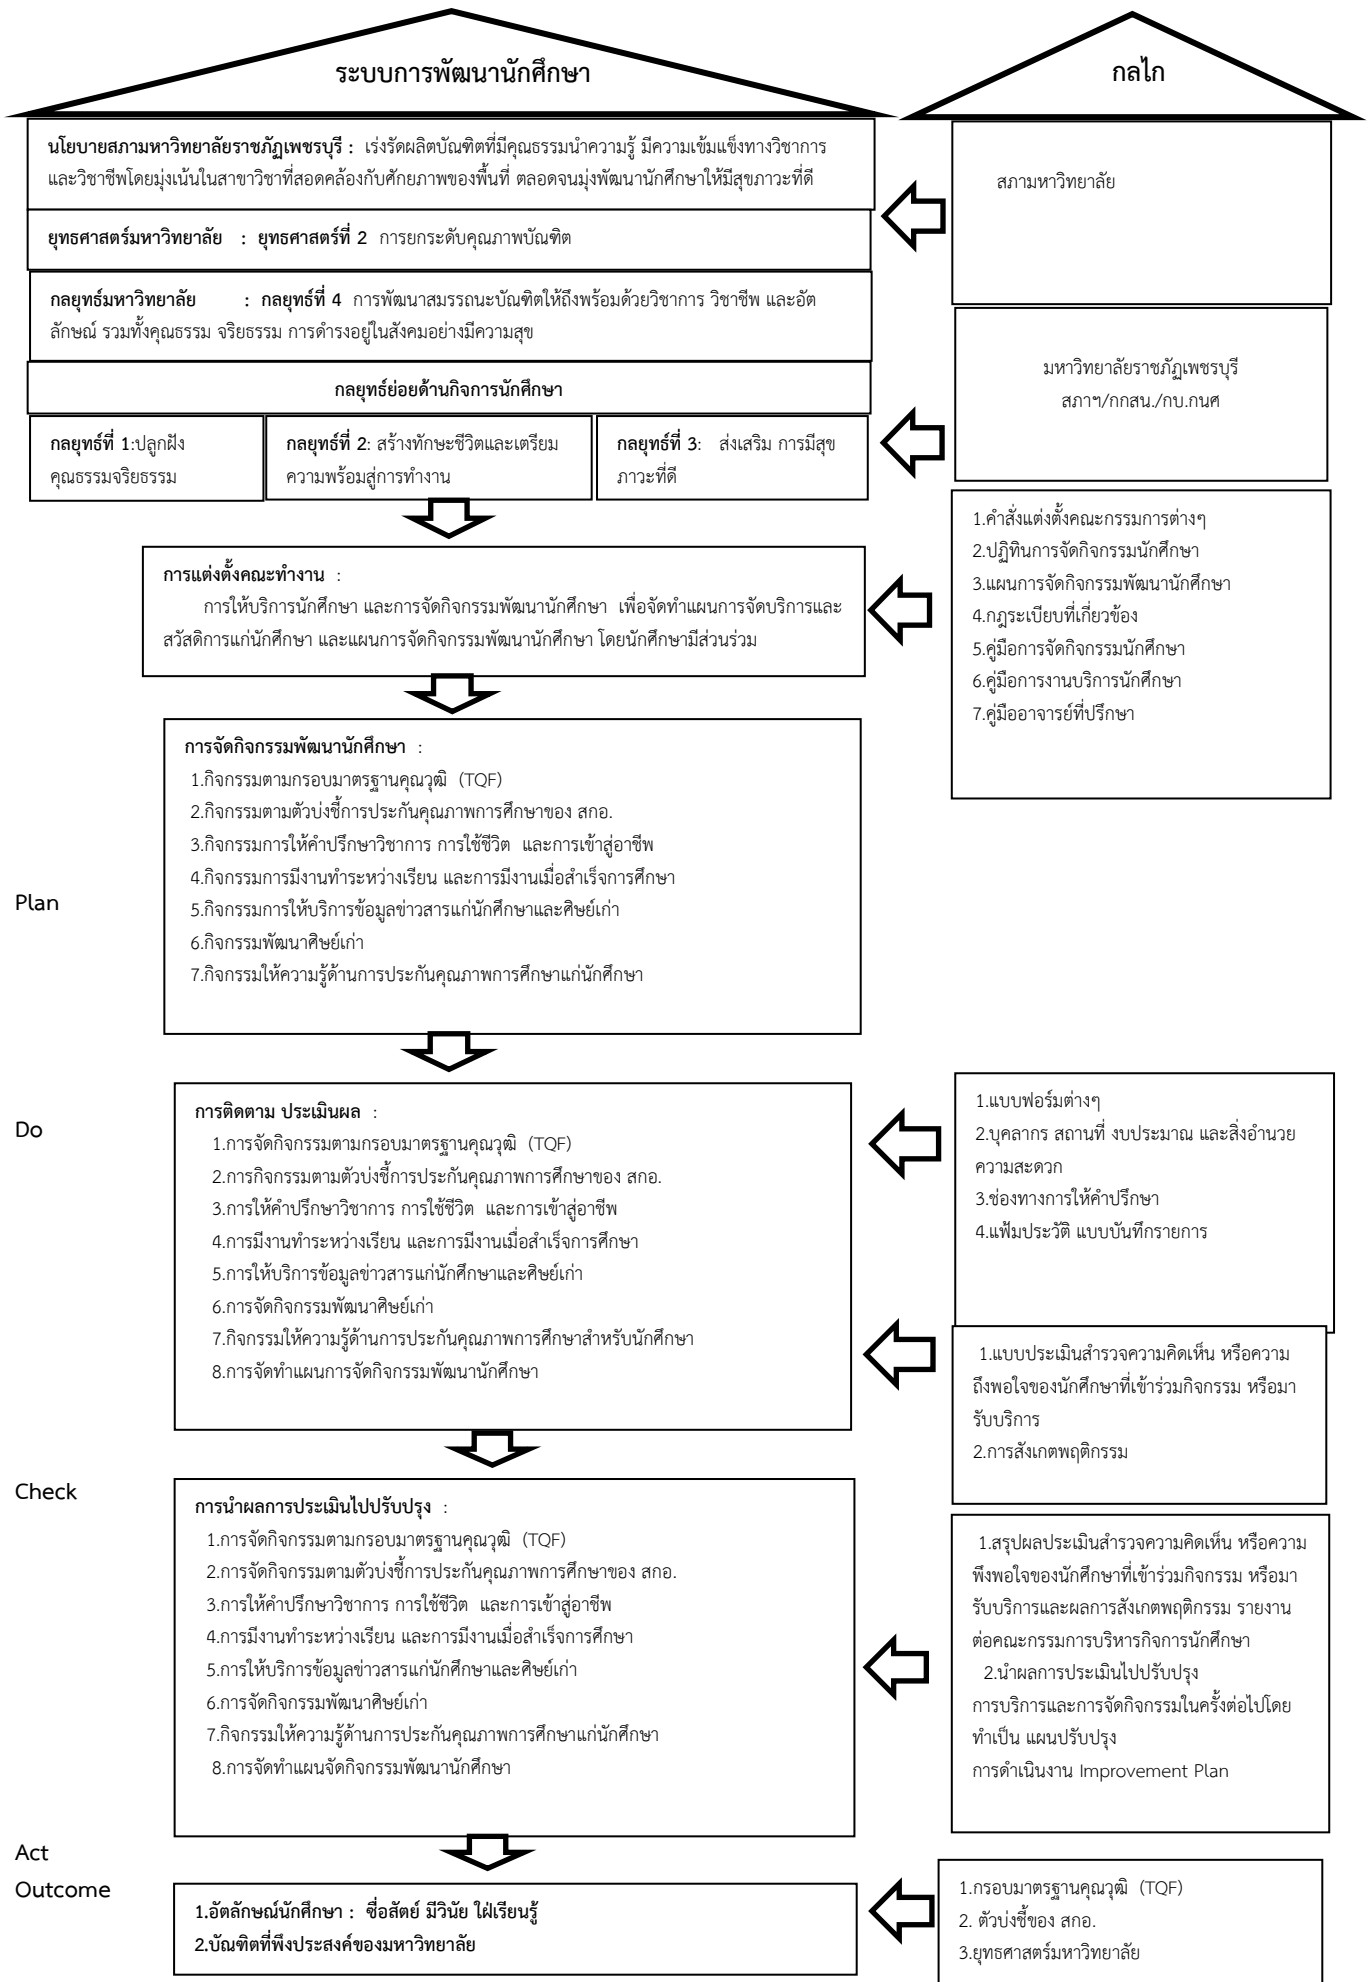 ระบบการพัฒนานักศึกษา
กลไก
นโยบายสภามหาวิทยาลัยราชภัฏเพชรบุรี : เร่งรัดผลิตบัณฑิตที่มีคุณธรรมนำความรู้ มีความเข้มแข็งทางวิชาการ
และวิชาชีพโดยมุ่งเน้นในสาขาวิชาที่สอดคล้องกับศักยภาพของพื้นที่ ตลอดจนมุ่งพัฒนานักศึกษาให้มีสุขภาวะที่ดี
สภามหาวิทยาลัย
ยุทธศาสตร์มหาวิทยาลัย : ยุทธศาสตร์ที่ 2 การยกระดับคุณภาพบัณฑิต
กลยุทธ์มหาวิทยาลัย : กลยุทธ์ที่ 4 การพัฒนาสมรรถนะบัณฑิตให้ถึงพร้อมด้วยวิชาการ วิชาชีพ และอัต
ลักษณ์ รวมทั้งคุณธรรม จริยธรรม การดำรงอยู่ในสังคมอย่างมีความสุข
มหาวิทยาลัยราชภัฏเพชรบุรี
สภาฯ/กกสน./กบ.กนศ
กลยุทธ์ย่อยด้านกิจการนักศึกษา
กลยุทธ์ที่ 1:ปลูกฝัง
คุณธรรมจริยธรรม
กลยุทธ์ที่ 2: สร้างทักษะชีวิตและเตรียม
ความพร้อมสู่การทำงาน
กลยุทธ์ที่ 3: ส่งเสริม การมีสุข
ภาวะที่ดี
1.คำสั่งแต่งตั้งคณะกรรมการต่างๆ
2.ปฏิทินการจัดกิจกรรมนักศึกษา
3.แผนการจัดกิจกรรมพัฒนานักศึกษา
4.กฎระเบียบที่เกี่ยวข้อง
5.คู่มือการจัดกิจกรรมนักศึกษา
6.คู่มือการงานบริการนักศึกษา
7.คู่มืออาจารย์ที่ปรึกษา
การแต่งตั้งคณะทำงาน :
การให้บริการนักศึกษา และการจัดกิจกรรมพัฒนานักศึกษา เพื่อจัดทำแผนการจัดบริการและ
สวัสดิการแก่นักศึกษา และแผนการจัดกิจกรรมพัฒนานักศึกษา โดยนักศึกษามีส่วนร่วม
Plan
การจัดกิจกรรมพัฒนานักศึกษา :
1.กิจกรรมตามกรอบมาตรฐานคุณวุฒิ (TQF)
2.กิจกรรมตามตัวบ่งชี้การประกันคุณภาพการศึกษาของ สกอ.
3.กิจกรรมการให้คำปรึกษาวิชาการ การใช้ชีวิต และการเข้าสู่อาชีพ
4.กิจกรรมการมีงานทำระหว่างเรียน และการมีงานเมื่อสำเร็จการศึกษา
5.กิจกรรมการให้บริการข้อมูลข่าวสารแก่นักศึกษาและศิษย์เก่า
6.กิจกรรมพัฒนาศิษย์เก่า
7.กิจกรรมให้ความรู้ด้านการประกันคุณภาพการศึกษาแก่นักศึกษา
Do
การติดตาม ประเมินผล :
1.การจัดกิจกรรมตามกรอบมาตรฐานคุณวุฒิ (TQF)
2.การกิจกรรมตามตัวบ่งชี้การประกันคุณภาพการศึกษาของ สกอ.
3.การให้คำปรึกษาวิชาการ การใช้ชีวิต และการเข้าสู่อาชีพ
4.การมีงานทำระหว่างเรียน และการมีงานเมื่อสำเร็จการศึกษา
5.การให้บริการข้อมูลข่าวสารแก่นักศึกษาและศิษย์เก่า
6.การจัดกิจกรรมพัฒนาศิษย์เก่า
7.กิจกรรมให้ความรู้ด้านการประกันคุณภาพการศึกษาสำหรับนักศึกษา
8.การจัดทำแผนการจัดกิจกรรมพัฒนานักศึกษา
1.แบบฟอร์มต่างๆ
2.บุคลากร สถานที่ งบประมาณ และสิ่งอำนวย
ความสะดวก
3.ช่องทางการให้คำปรึกษา
4.แฟ้มประวัติ แบบบันทึกรายการ
1.แบบประเมินสำรวจความคิดเห็น หรือความ
ถึงพอใจของนักศึกษาที่เข้าร่วมกิจกรรม หรือมา
รับบริการ
2.การสังเกตพฤติกรรม
Check
การนำผลการประเมินไปปรับปรุง :
1.การจัดกิจกรรมตามกรอบมาตรฐานคุณวุฒิ (TQF)
2.การจัดกิจกรรมตามตัวบ่งชี้การประกันคุณภาพการศึกษาของ สกอ.
3.การให้คำปรึกษาวิชาการ การใช้ชีวิต และการเข้าสู่อาชีพ
4.การมีงานทำระหว่างเรียน และการมีงานเมื่อสำเร็จการศึกษา
5.การให้บริการข้อมูลข่าวสารแก่นักศึกษาและศิษย์เก่า
6.การจัดกิจกรรมพัฒนาศิษย์เก่า
7.กิจกรรมให้ความรู้ด้านการประกันคุณภาพการศึกษาแก่นักศึกษา
8.การจัดทำแผนจัดกิจกรรมพัฒนานักศึกษา
1.สรุปผลประเมินสำรวจความคิดเห็น หรือความ
พึงพอใจของนักศึกษาที่เข้าร่วมกิจกรรม หรือมา
รับบริการและผลการสังเกตพฤติกรรม รายงาน
ต่อคณะกรรมการบริหารกิจการนักศึกษา
2.นำผลการประเมินไปปรับปรุง
การบริการและการจัดกิจกรรมในครั้งต่อไปโดย
ทำเป็น แผนปรับปรุง
การดำเนินงาน Improvement Plan
Act
Outcome
1.อัตลักษณ์นักศึกษา : ซื่อสัตย์ มีวินัย ใฝ่เรียนรู้
2.บัณฑิตที่พึงประสงค์ของมหาวิทยาลัย
1.กรอบมาตรฐานคุณวุฒิ (TQF)
2. ตัวบ่งชี้ของ สกอ.
3.ยุทธศาสตร์มหาวิทยาลัย